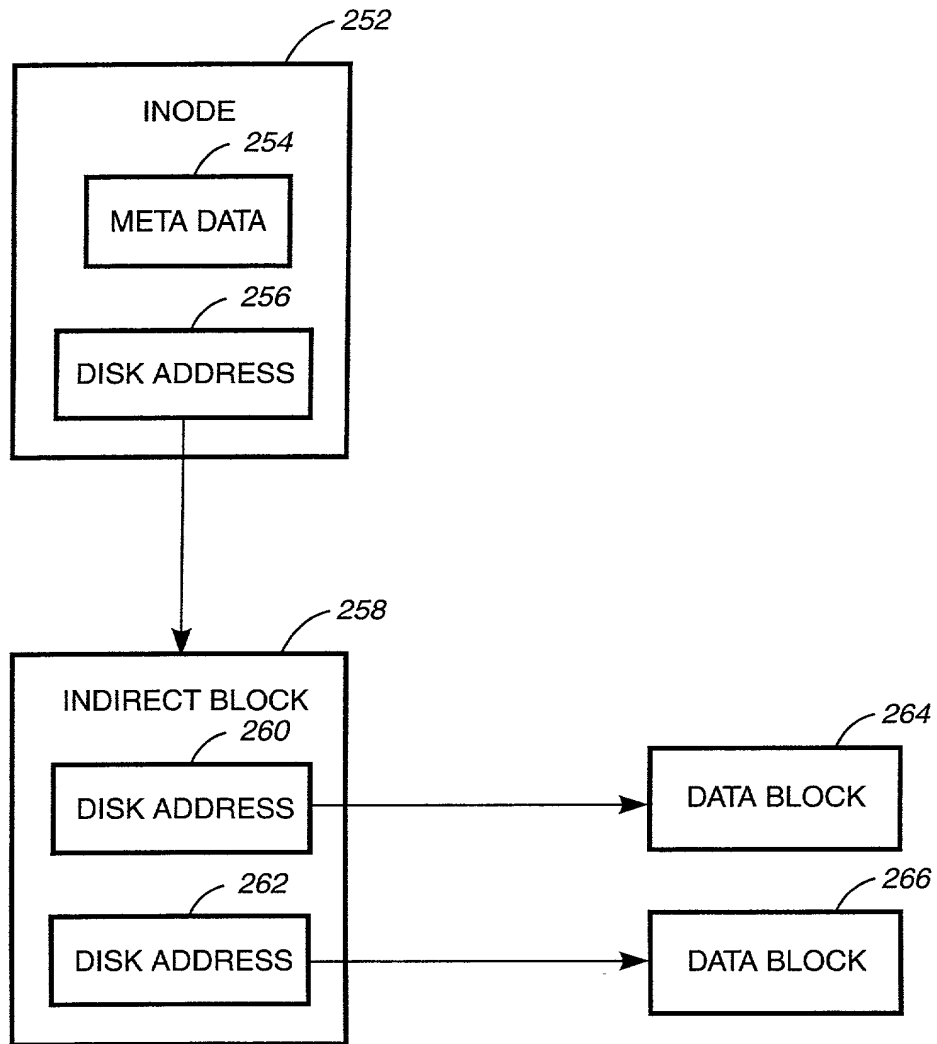 252
INODE
254
META DATA
256
DISK ADDRESS
258
INDIRECT BLOCK
260
DISK ADDRESS
264
DATA BLOCK
262
DISK ADDRESS
266
DATA BLOCK